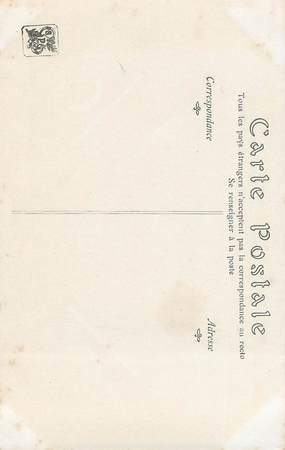 Carte Postale
Tous les pays étrangers n'acceptent pas la correspondance au recto
Se renseigner à la poste
Correspondance
Adresse